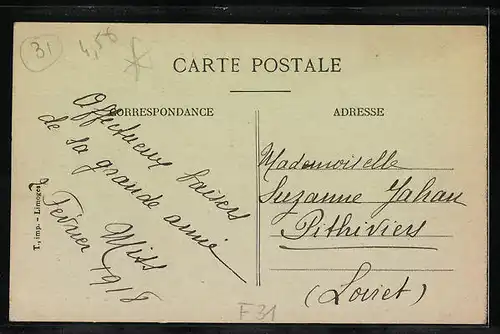 31
4,50
CARTE POSTALE
CORRESPONDANCE
ADRESSE
Affectueux baisers
de sa grande amie
Miss
Février 1918
Mademoiselle
Suzanne Jahan
Pithiviers
(Loiret)
T., imp. - Limoges
F31